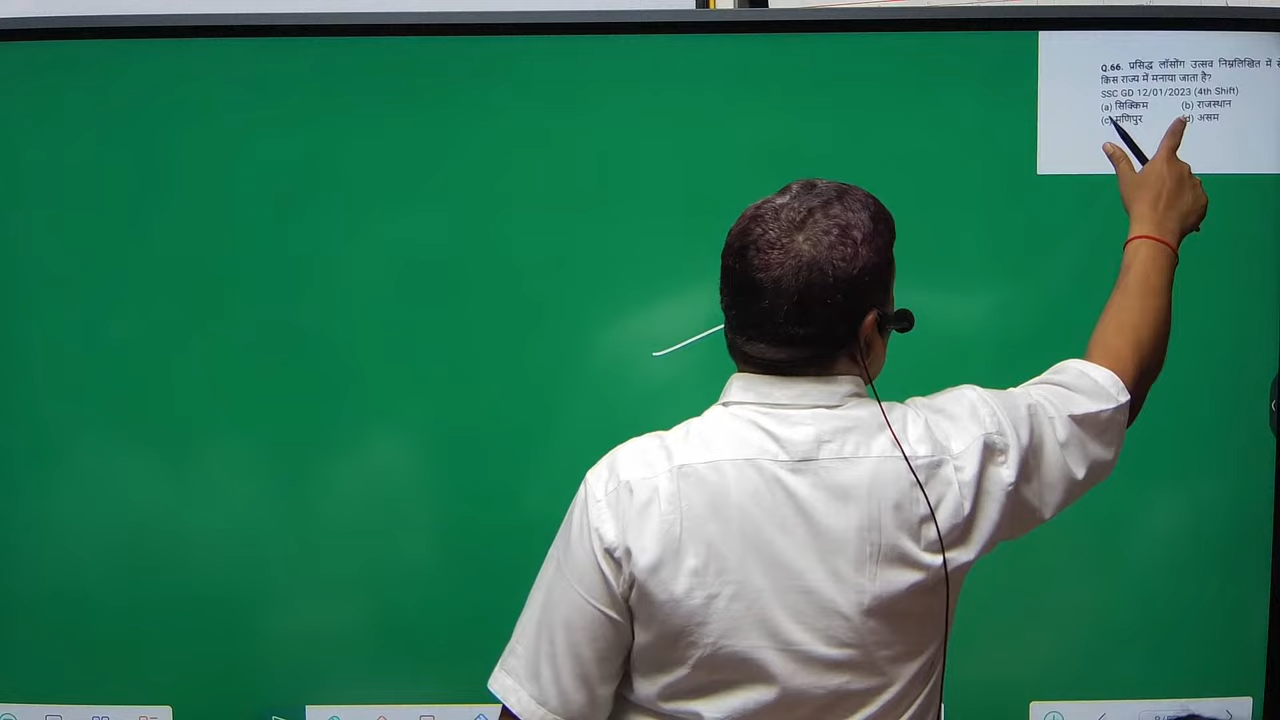 Q.66. प्रसिद्ध लॉसोंग उत्सव निम्नलिखित में से
किस राज्य में मनाया जाता है?
SSC GD 12/01/2023 (4th Shift)
(a) सिक्किम (b) राजस्थान
(c) मणिपुर (d) असम